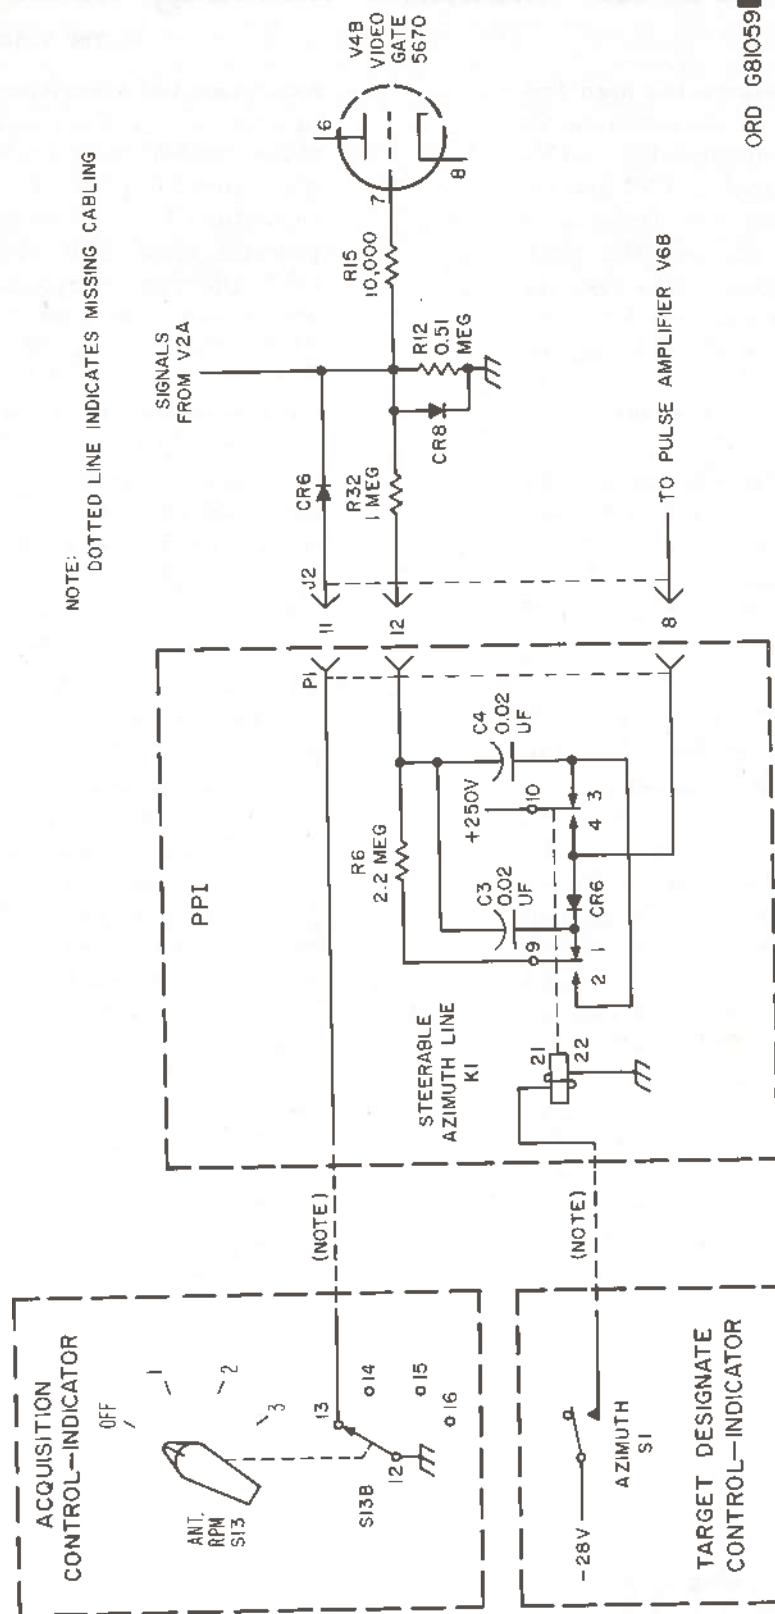 NOTE:
DOTTED LINE INDICATES MISSING CABLING
ACQUISITION
CONTROL-INDICATOR
OFF
1
2
3
ANT.
RPM
S13
S13B
12
13
14
15
16
(NOTE)
TARGET DESIGNATE
CONTROL-INDICATOR
-28V
AZIMUTH
S1
(NOTE)
PPI
STEERABLE
AZIMUTH LINE
K1
21
22
R6
2.2 MEG
C3
0.02
UF
9
2
1
CR6
+250V
10
4
3
C4
0.02
UF
P1
11
12
8
J2
CR6
R32
1 MEG
CR8
R12
0.51
MEG
SIGNALS
FROM V2A
R15
10,000
7
6
8
V4B
VIDEO
GATE
5670
TO PULSE AMPLIFIER V6B
ORD G81059